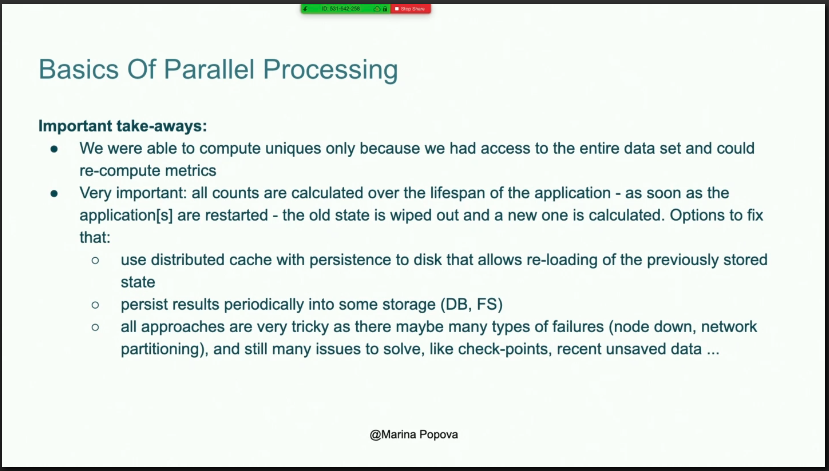 ID: 931-642-298 Stop Share
Basics Of Parallel Processing
Important take-aways:
● We were able to compute uniques only because we had access to the entire data set and could
re-compute metrics
● Very important: all counts are calculated over the lifespan of the application - as soon as the
application[s] are restarted - the old state is wiped out and a new one is calculated. Options to fix
that:
○ use distributed cache with persistence to disk that allows re-loading of the previously stored
state
○ persist results periodically into some storage (DB, FS)
○ all approaches are very tricky as there maybe many types of failures (node down, network
partitioning), and still many issues to solve, like check-points, recent unsaved data ...
@Marina Popova